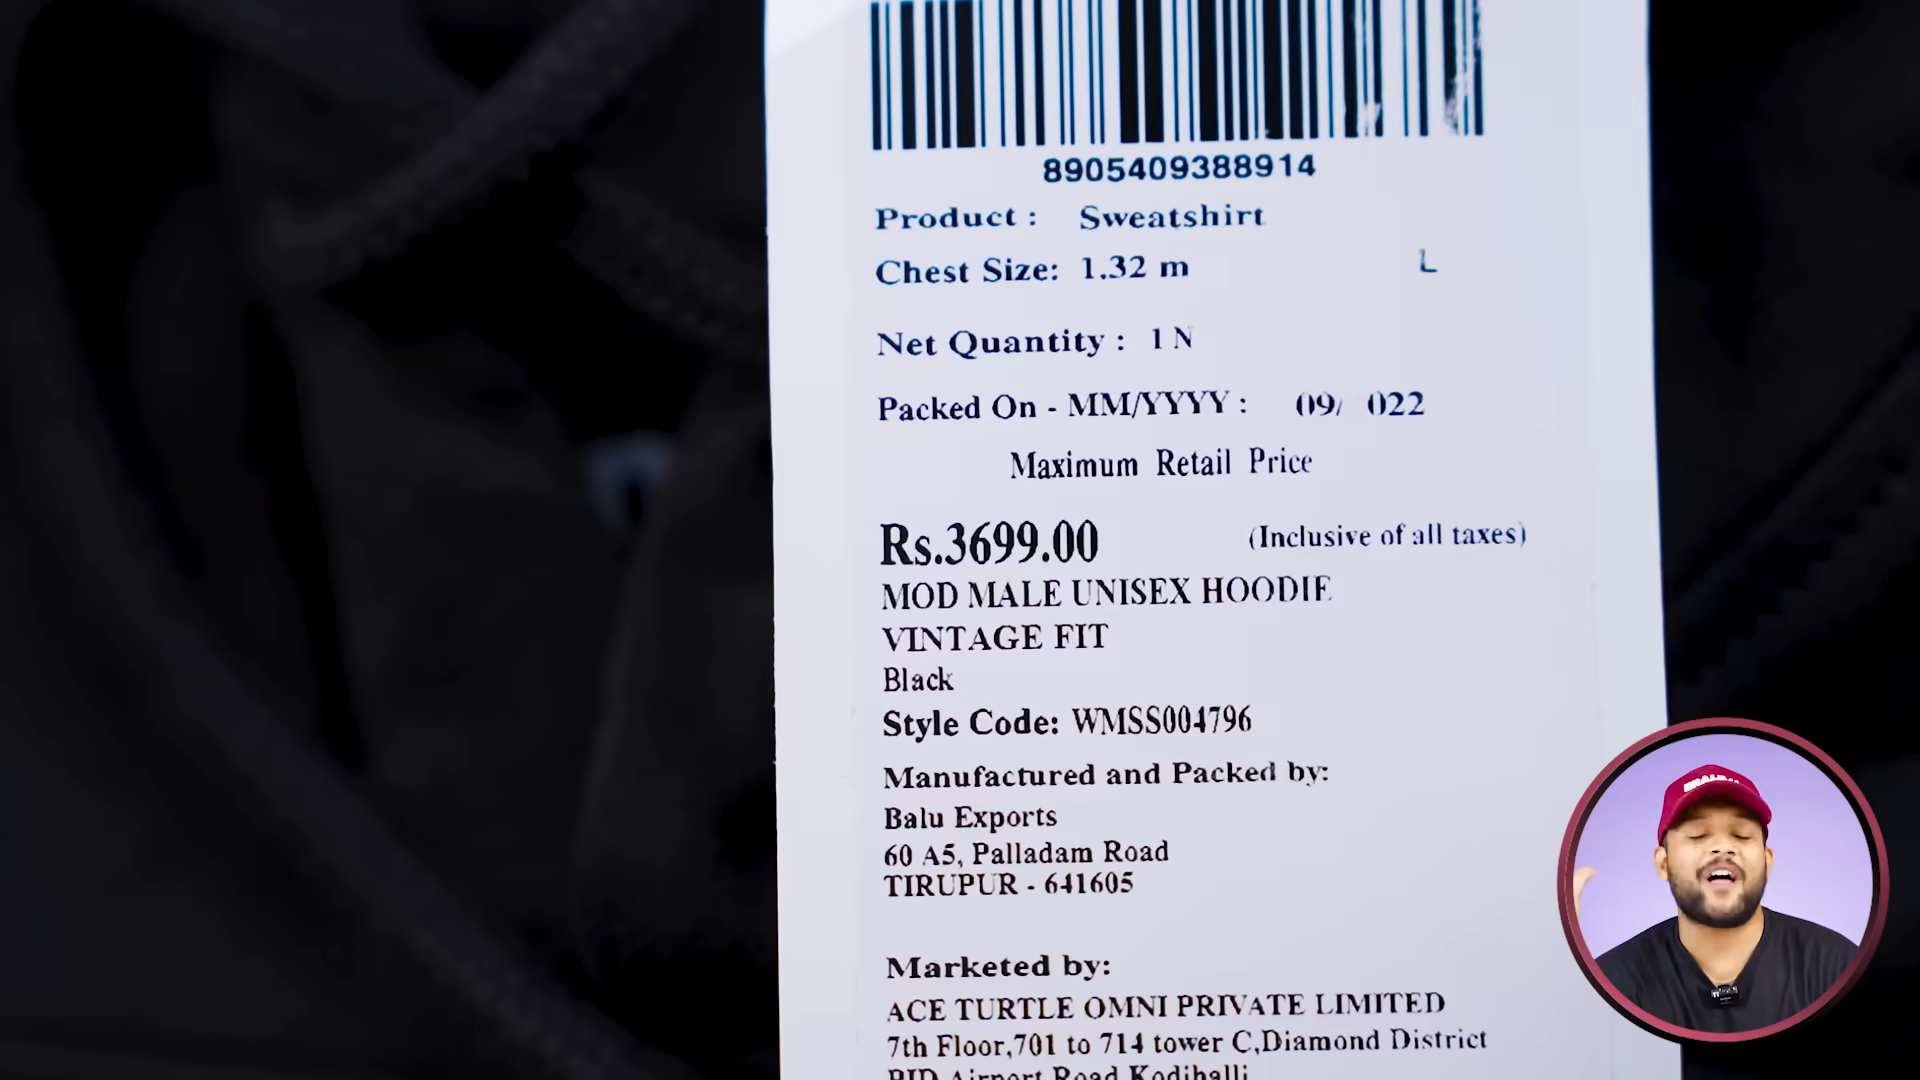 8905409388914
Product : Sweatshirt
Chest Size: 1.32 m L
Net Quantity : 1 N
Packed On - MM/YYYY : 09/ 022
Maximum Retail Price
Rs.3699.00 (Inclusive of all taxes)
MOD MALE UNISEX HOODIE
VINTAGE FIT
Black
Style Code: WMSS004796
Manufactured and Packed by:
Balu Exports
60 A5, Palladam Road
TIRUPUR - 641605
Marketed by:
ACE TURTLE OMNI PRIVATE LIMITED
7th Floor,701 to 714 tower C,Diamond District
Airport Road Kodihalli